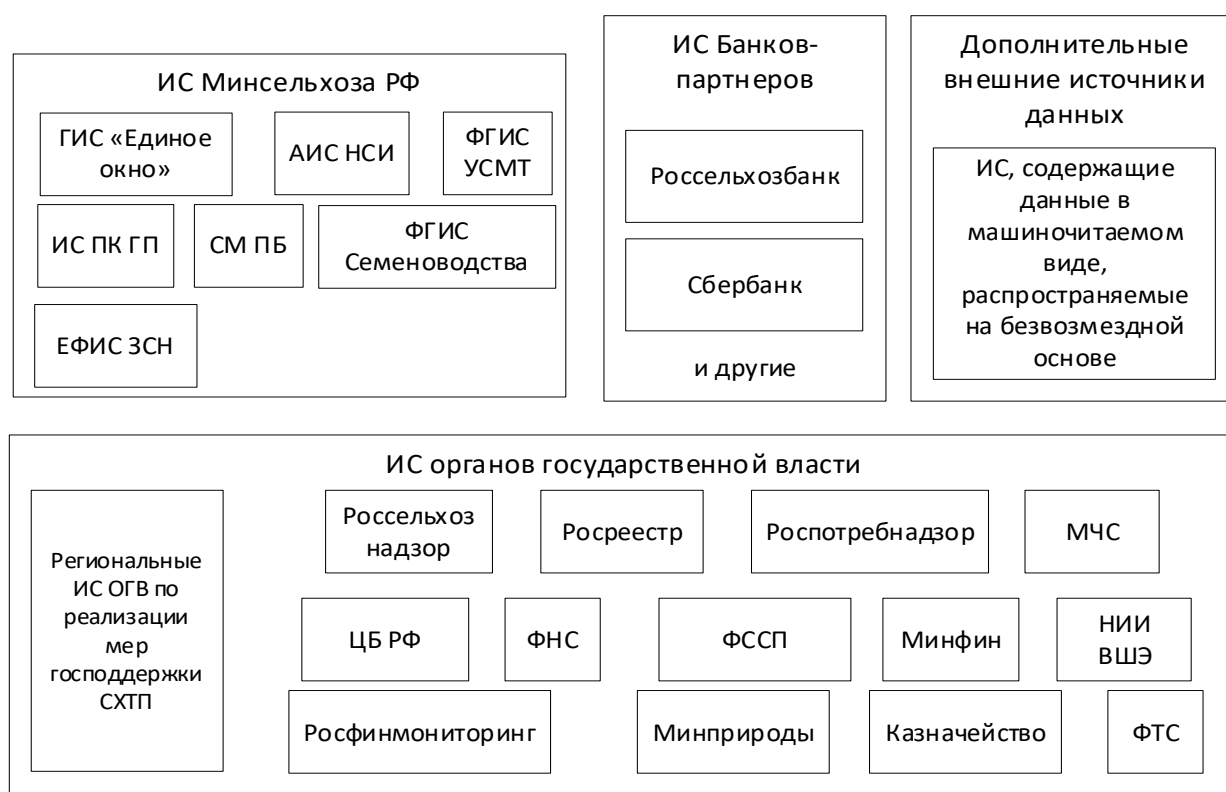 ИС Минсельхоза РФ
ГИС «Единое
окно»
АИС НСИ
ФГИС
УСМТ
ИС ПК ГП
СМ ПБ
ФГИС
Семеноводства
ЕФИС ЗСН
ИС Банков-
партнеров
Россельхозбанк
Сбербанк
и другие
Дополнительные
внешние источники
данных
ИС, содержащие
данные в
машиночитаемом
виде,
распространяемые
на безвозмездной
основе
ИС органов государственной власти
Региональные
ИС ОГВ по
реализации
мер
господдержки
СХТП
Россельхоз
надзор
Росреестр
Роспотребнадзор
МЧС
ЦБ РФ
ФНС
ФССП
Минфин
НИИ
ВШЭ
Росфинмониторинг
Минприроды
Казначейство
ФТС